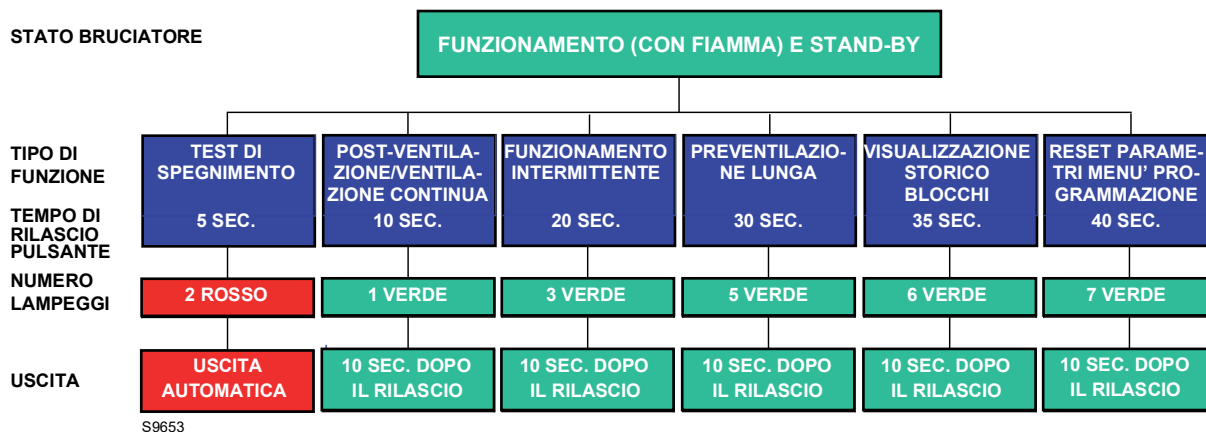 STATO BRUCIATORE
FUNZIONAMENTO (CON FIAMMA) E STAND-BY
TIPO DI
FUNZIONE
TEST DI
SPEGNIMENTO
POST-VENTILA-
ZIONE/VENTILA-
ZIONE CONTINUA
FUNZIONAMENTO
INTERMITTENTE
PREVENTILAZIO-
NE LUNGA
VISUALIZZAZIONE
STORICO
BLOCCHI
RESET PARAME-
TRI MENU’ PRO-
GRAMMAZIONE
TEMPO DI
RILASCIO
PULSANTE
5 SEC.
10 SEC.
20 SEC.
30 SEC.
35 SEC.
40 SEC.
NUMERO
LAMPEGGI
2 ROSSO
1 VERDE
3 VERDE
5 VERDE
6 VERDE
7 VERDE
USCITA
USCITA
AUTOMATICA
10 SEC. DOPO
IL RILASCIO
10 SEC. DOPO
IL RILASCIO
10 SEC. DOPO
IL RILASCIO
10 SEC. DOPO
IL RILASCIO
10 SEC. DOPO
IL RILASCIO
S9653